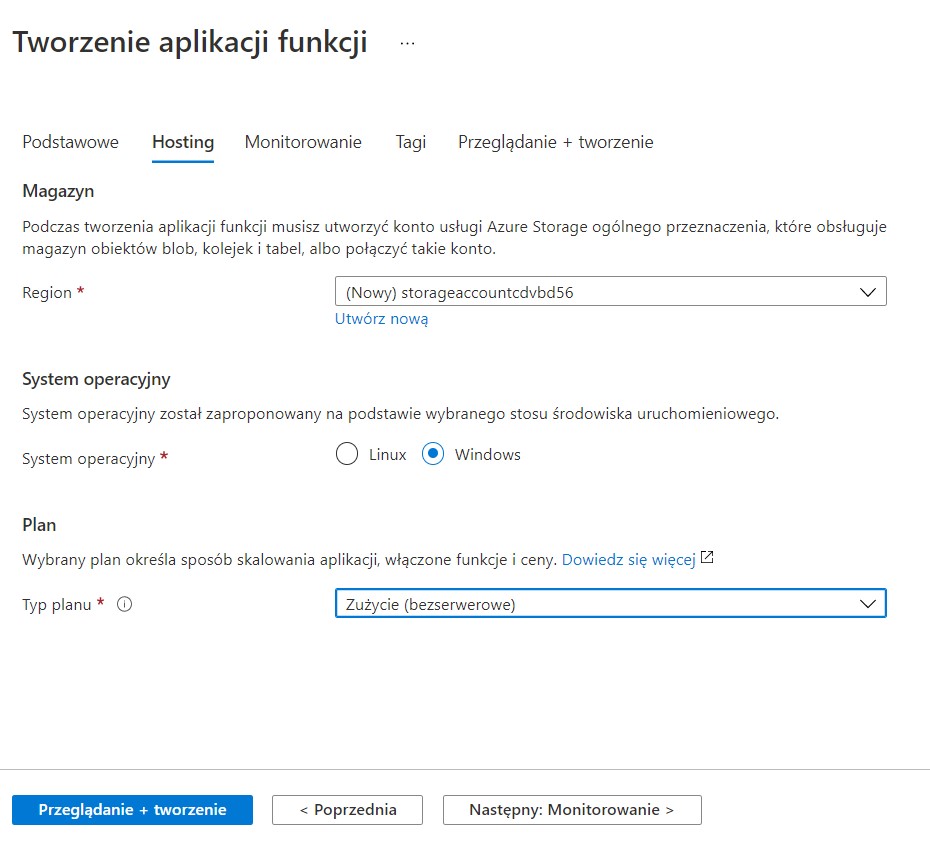 Tworzenie aplikacji funkcji ...
Podstawowe Hosting Monitorowanie Tagi Przeglądanie + tworzenie
Magazyn
Podczas tworzenia aplikacji funkcji musisz utworzyć konto usługi Azure Storage ogólnego przeznaczenia, które obsługuje
magazyn obiektów blob, kolejek i tabel, albo połączyć takie konto.
Region * (Nowy) storageaccountcdvbd56
Utwórz nową
System operacyjny
System operacyjny został zaproponowany na podstawie wybranego stosu środowiska uruchomieniowego.
System operacyjny * Linux Windows
Plan
Wybrany plan określa sposób skalowania aplikacji, włączone funkcje i ceny. Dowiedz się więcej
Typ planu * Zużycie (bezserwerowe)
Przeglądanie + tworzenie < Poprzednia Następny: Monitorowanie >